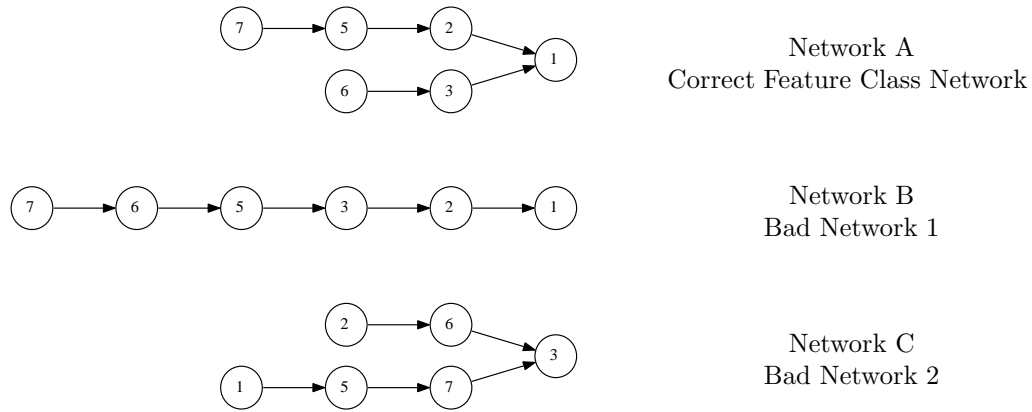 7 5 2
1
6 3
Network A
Correct Feature Class Network
7 6 5 3 2 1
Network B
Bad Network 1
2 6
3
1 5 7
Network C
Bad Network 2